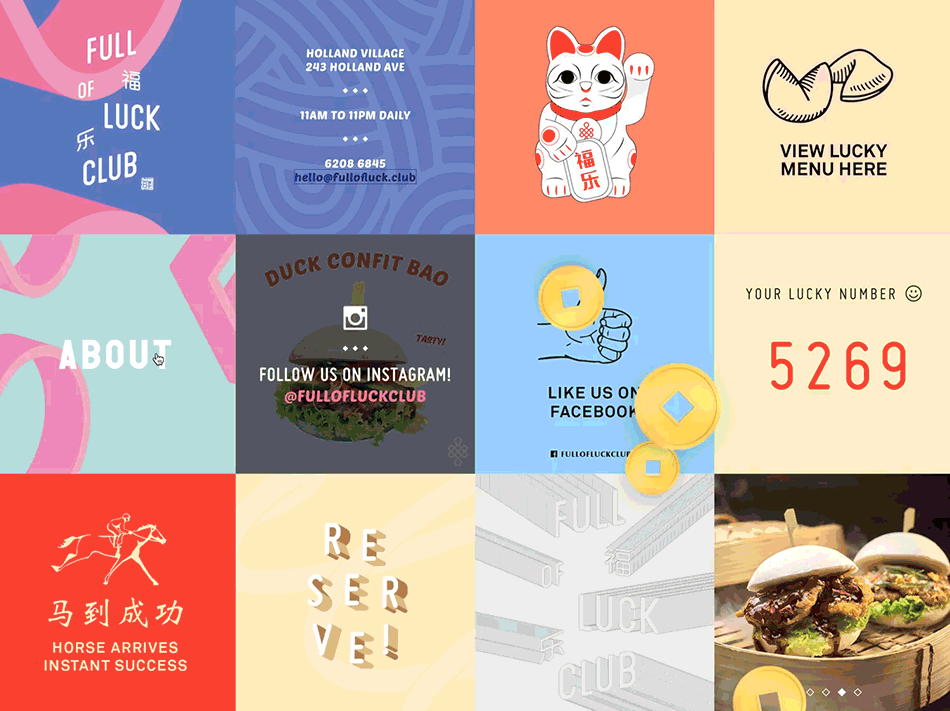 FULL
OF 福
LUCK
乐
CLUB
HOLLAND VILLAGE
243 HOLLAND AVE
11AM TO 11PM DAILY
6208 6845
hello@fullofluck.club
福
乐
VIEW LUCKY
MENU HERE
ABOUT
DUCK CONFIT BAO
TASTY!
FOLLOW US ON INSTAGRAM!
@FULLOFLUCKCLUB
LIKE US ON
FACEBOOK
FULLOFLUCKCLUB
YOUR LUCKY NUMBER
5269
马到成功
HORSE ARRIVES
INSTANT SUCCESS
RE
SER
VE!
FULL
OF 福
LUCK
乐
CLUB